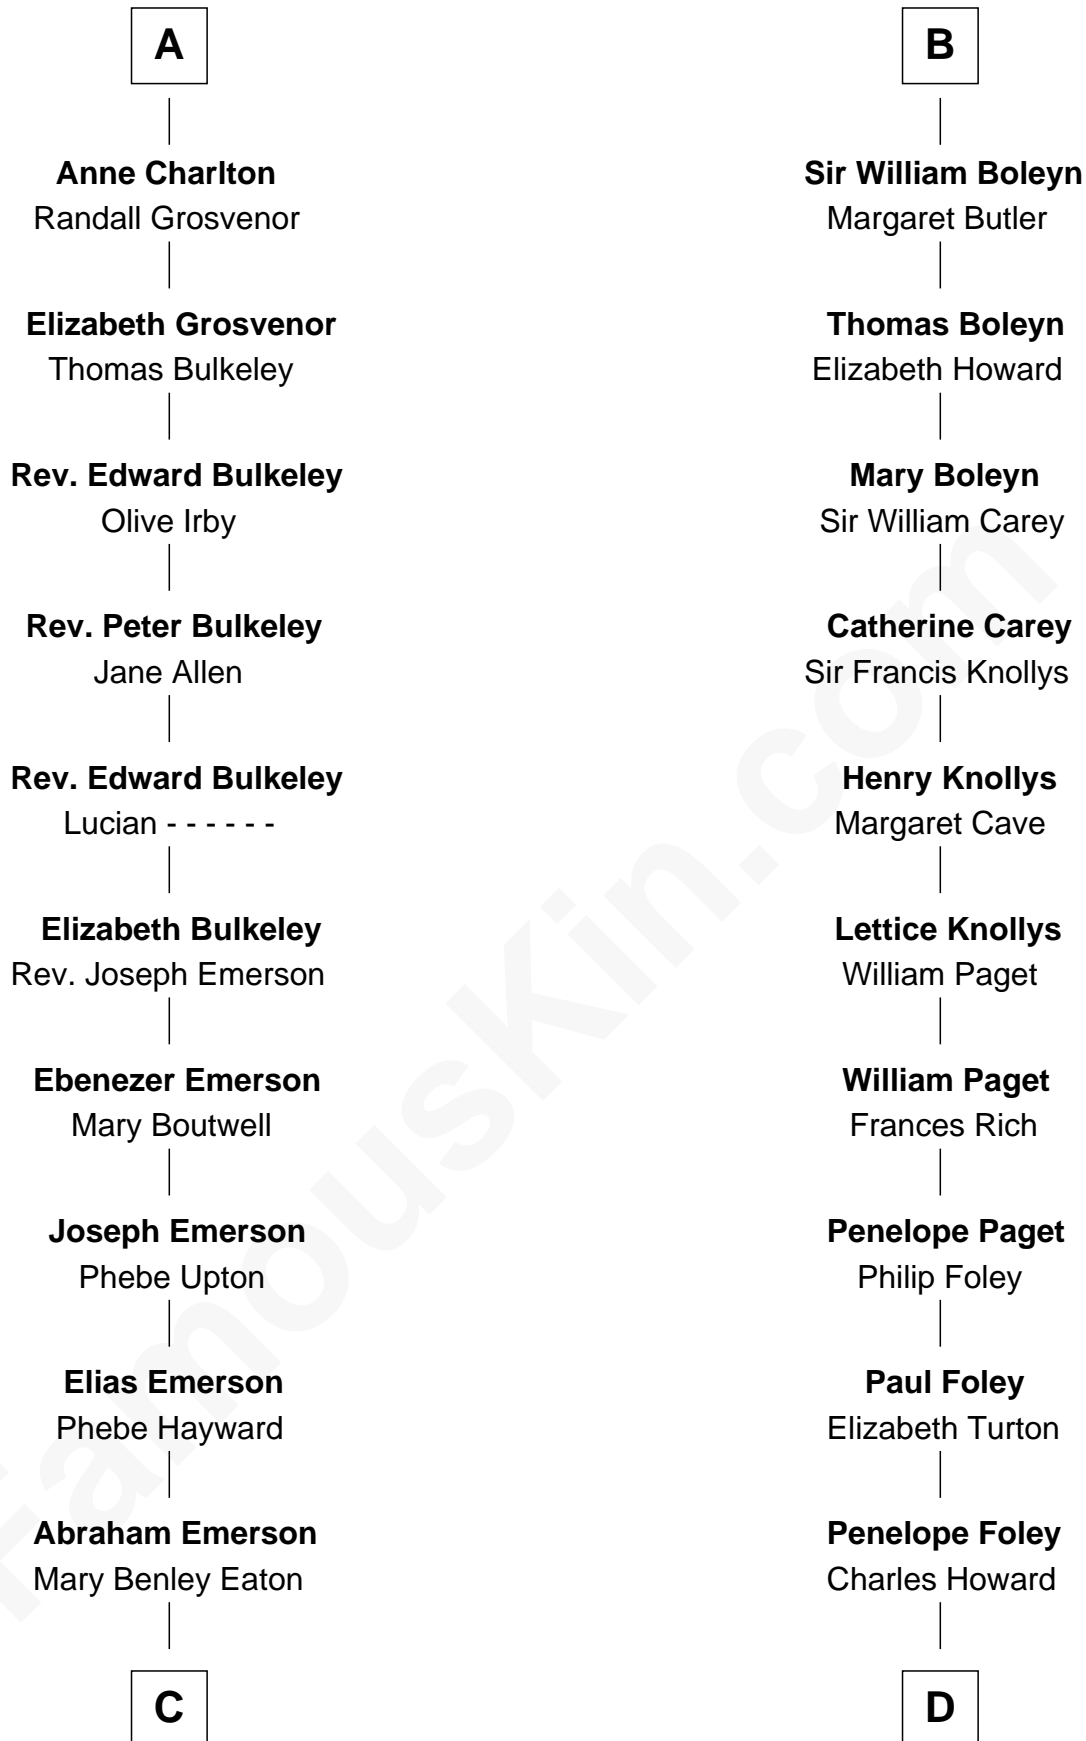 A
Anne Charlton
Randall Grosvenor
Elizabeth Grosvenor
Thomas Bulkeley
Rev. Edward Bulkeley
Olive Irby
Rev. Peter Bulkeley
Jane Allen
Rev. Edward Bulkeley
Lucian - - - - - -
Elizabeth Bulkeley
Rev. Joseph Emerson
Ebenezer Emerson
Mary Boutwell
Joseph Emerson
Phebe Upton
Elias Emerson
Phebe Hayward
Abraham Emerson
Mary Benley Eaton
C
B
Sir William Boleyn
Margaret Butler
Thomas Boleyn
Elizabeth Howard
Mary Boleyn
Sir William Carey
Catherine Carey
Sir Francis Knollys
Henry Knollys
Margaret Cave
Lettice Knollys
William Paget
William Paget
Frances Rich
Penelope Paget
Philip Foley
Paul Foley
Elizabeth Turton
Penelope Foley
Charles Howard
D
FamousKin.com